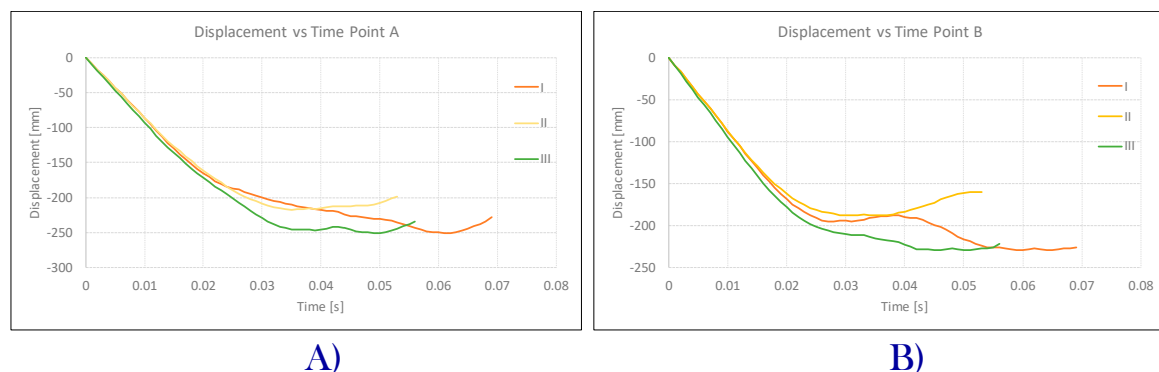 Displacement vs Time Point A
0
-50
-100
-150
-200
-250
-300
Displacement [mm]
0 0.01 0.02 0.03 0.04 0.05 0.06 0.07 0.08
Time [s]
I
II
III
A)
Displacement vs Time Point B
0
-50
-100
-150
-200
-250
Displacement [mm]
0 0.01 0.02 0.03 0.04 0.05 0.06 0.07 0.08
Time [s]
I
II
III
B)